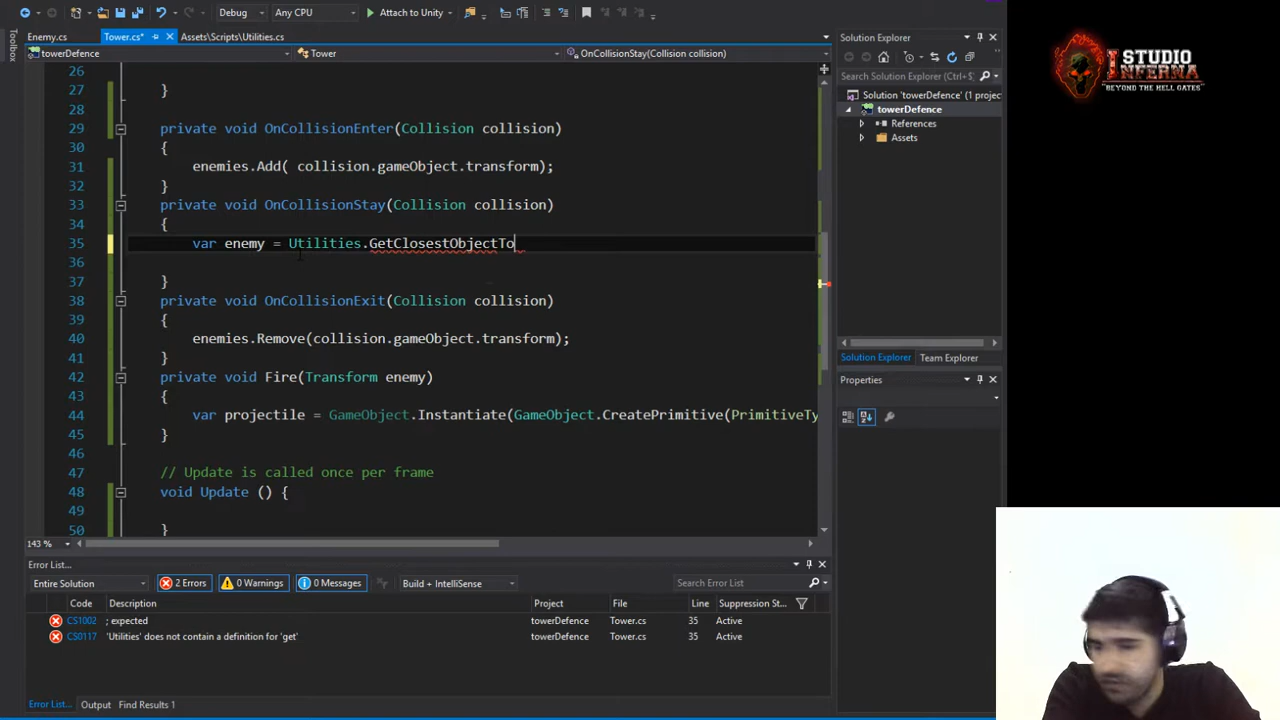 Debug Any CPU Attach to Unity
Toolbox
Enemy.cs Tower.cs* Assets\Scripts\Utilities.cs
towerDefence Tower OnCollisionStay(Collision collision)
26
27 }
28
29 private void OnCollisionEnter(Collision collision)
30 {
31 enemies.Add( collision.gameObject.transform);
32 }
33 private void OnCollisionStay(Collision collision)
34 {
35 var enemy = Utilities.GetClosestObjectTo
36
37 }
38 private void OnCollisionExit(Collision collision)
39 {
40 enemies.Remove(collision.gameObject.transform);
41 }
42 private void Fire(Transform enemy)
43 {
44 var projectile = GameObject.Instantiate(GameObject.CreatePrimitive(PrimitiveTy
45 }
46
47 // Update is called once per frame
48 void Update () {
49
50 }
143 %
Error List...
Entire Solution 2 Errors 0 Warnings 0 Messages Build + IntelliSense Search Error List
Code Description Project File Line Suppression St...
CS1002 ; expected towerDefence Tower.cs 35 Active
CS0117 'Utilities' does not contain a definition for 'get' towerDefence Tower.cs 35 Active
Error List... Output Find Results 1
Solution Explorer
Search Solution Explorer (Ctrl+$)
Solution 'towerDefence' (1 projec
towerDefence
References
Assets
Solution Explorer Team Explorer
Properties
STUDIO
INFERNA
"BEYOND THE HELL GATES"